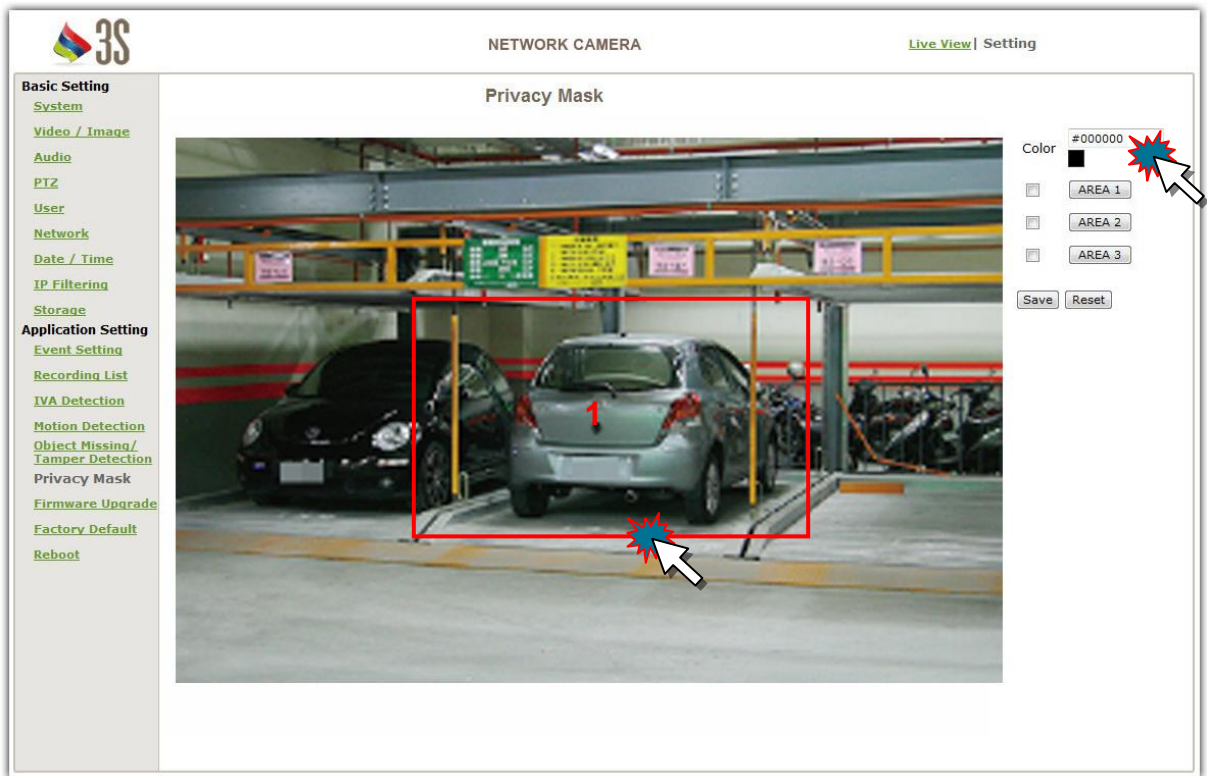 3S
NETWORK CAMERA
Live View | Setting
Basic Setting
System
Video / Image
Audio
PTZ
User
Network
Date / Time
IP Filtering
Storage
Application Setting
Event Setting
Recording List
IVA Detection
Motion Detection
Object Missing/
Tamper Detection
Privacy Mask
Firmware Upgrade
Factory Default
Reboot
Privacy Mask
1
Color
#000000
AREA 1
AREA 2
AREA 3
Save Reset